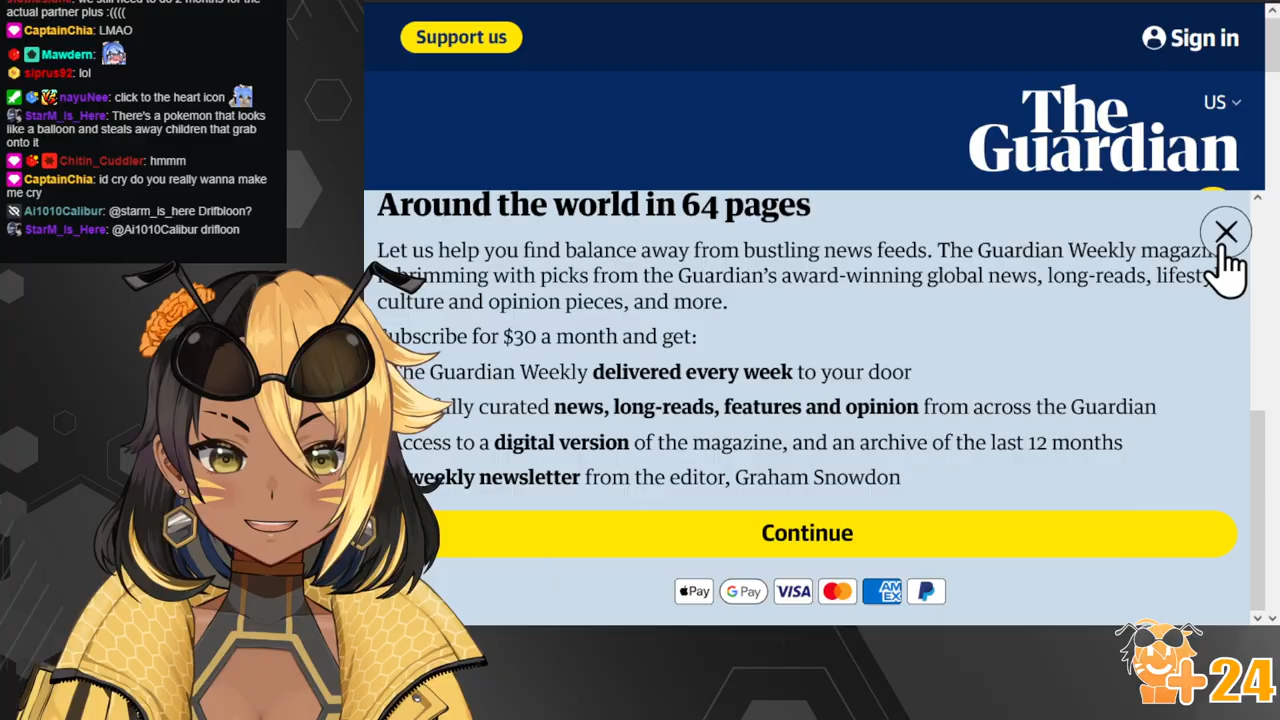 actual partner plus :((((
CaptainChia: LMAO
Mawdern:
siprus92: lol
nayuNee: click to the heart icon
StarM_Is_Here: There's a pokemon that looks
like a balloon and steals away children that grab
onto it
Chitin_Cuddler: hmmm
CaptainChia: id cry do you really wanna make
me cry
Ai1010Calibur: @starm_is_here Drifbloon?
StarM_Is_Here: @Ai1010Calibur drifloon
Support us
Sign in
US
The
Guardian
Around the world in 64 pages
Let us help you find balance away from bustling news feeds. The Guardian Weekly
brimming with picks from the Guardian's award-winning global news, long-reads,
culture and opinion pieces, and more.
for $30 a month and get:
Guardian Weekly delivered every week to your door
curated news, long-reads, features and opinion from across the Guardian
to a digital version of the magazine, and an archive of the last 12 months
weekly newsletter from the editor, Graham Snowdon
Continue
Pay
G Pay
VISA
AM
EX
+24